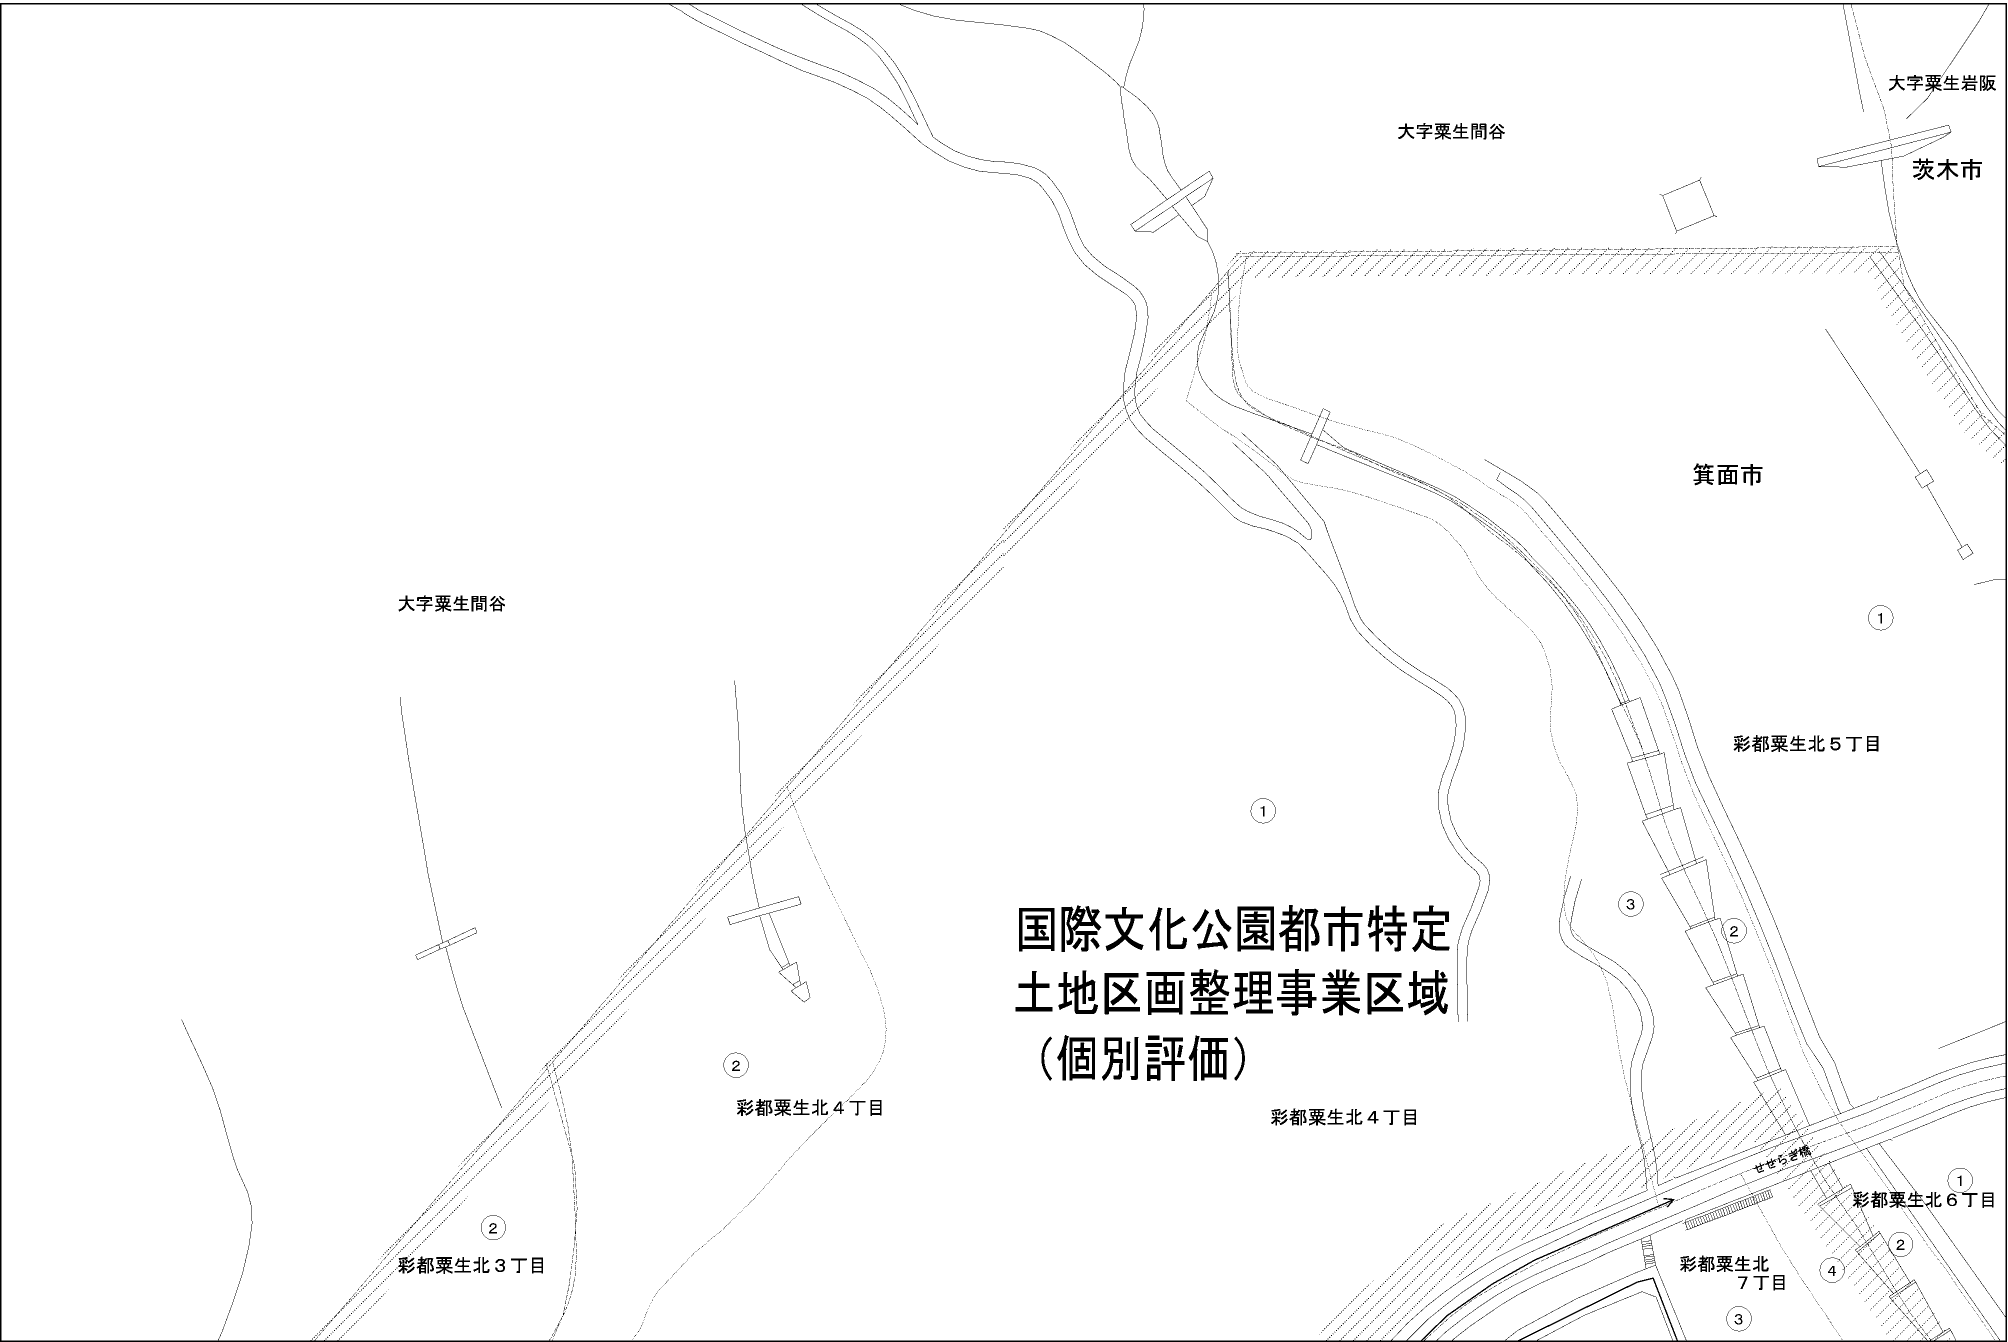 大字粟生岩阪
大字粟生間谷
茨木市
箕面市
大字粟生間谷
1
彩都粟生北５丁目
1
3
国際文化公園都市特定
土地区画整理事業区域
（個別評価）
2
2
彩都粟生北４丁目
彩都粟生北４丁目
せせらぎ橋
1
彩都粟生北６丁目
2
彩都粟生北３丁目
2
彩都粟生北
７丁目
4
3